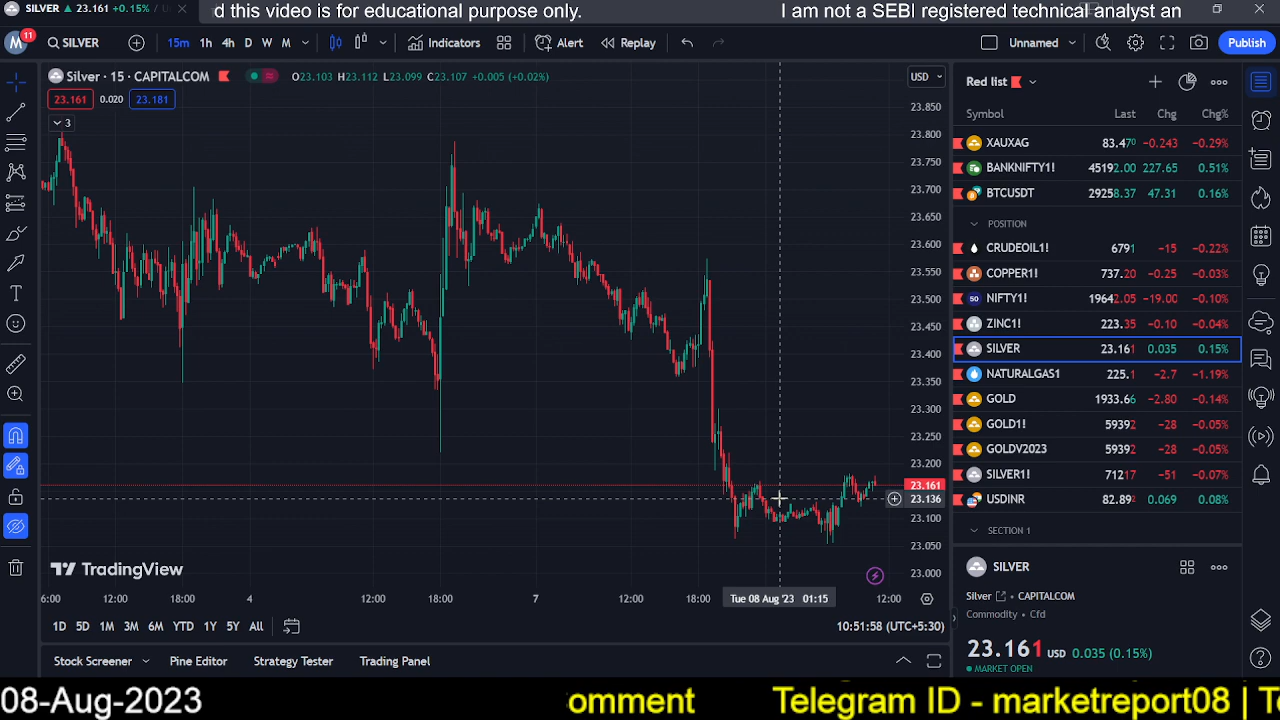 SILVER ▲ 23.161 +0.15% /
d this video is for educational purpose only.
I am not a SEBI registered technical analyst an
M 11 SILVER 15m 1h 4h D W M Indicators Alert Replay Unnamed Publish
Silver · 15 · CAPITALCOM O23.103 H23.112 L23.099 C23.107 +0.005 (+0.02%) USD
23.161 0.020 23.181
3
23.850
23.800
23.750
23.700
23.650
23.600
23.550
23.500
23.450
23.400
23.350
23.300
23.250
23.200
23.161
23.136
23.100
23.050
23.000
TradingView
6:00 12:00 18:00 4 12:00 18:00 7 12:00 18:00 Tue 08 Aug '23 01:15 12:00
1D 5D 1M 3M 6M YTD 1Y 5Y All 10:51:58 (UTC+5:30)
Stock Screener Pine Editor Strategy Tester Trading Panel
Red list
Symbol Last Chg Chg%
XAUXAG 83.470 −0.243 −0.29%
BANKNIFTY1! 45192.00 227.65 0.51%
BTCUSDT 29258.37 47.31 0.16%
POSITION
CRUDEOIL1! 6791 −15 −0.22%
COPPER1! 737.20 −0.25 −0.03%
50 NIFTY1! 19642.05 −19.00 −0.10%
ZINC1! 223.35 −0.10 −0.04%
SILVER 23.161 0.035 0.15%
NATURALGAS1 225.1 −2.7 −1.19%
GOLD 1933.66 −2.80 −0.14%
GOLD1! 59392 −28 −0.05%
GOLDV2023 59392 −28 −0.05%
SILVER1! 71217 −51 −0.07%
USDINR 82.892 0.069 0.08%
SECTION 1
SILVER
Silver · CAPITALCOM
Commodity · Cfd
23.161 USD 0.035 (0.15%)
MARKET OPEN
08-Aug-2023
omment
Telegram ID - marketreport08 | T